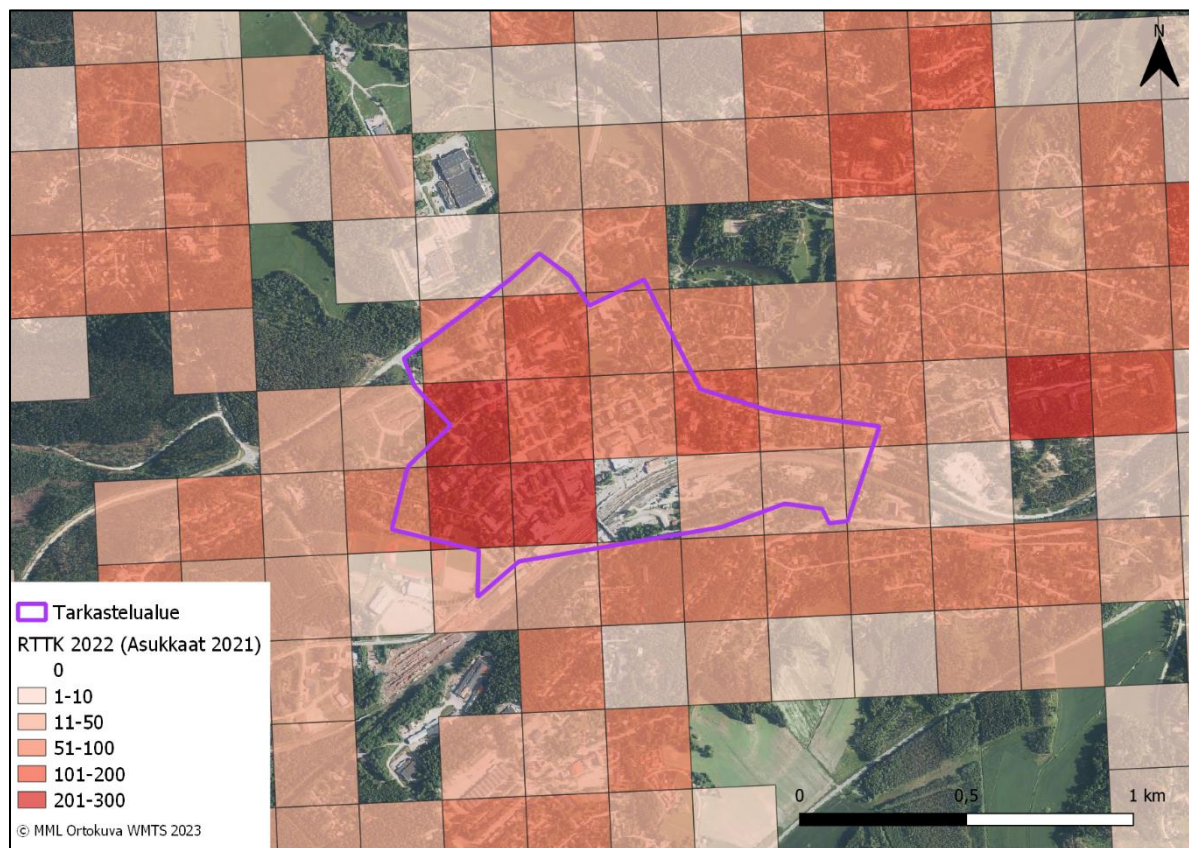 N
Tarkastelualue
RTTK 2022 (Asukkaat 2021)
0
1-10
11-50
51-100
101-200
201-300
© MML Ortokuva WMTS 2023
0 0,5 1 km